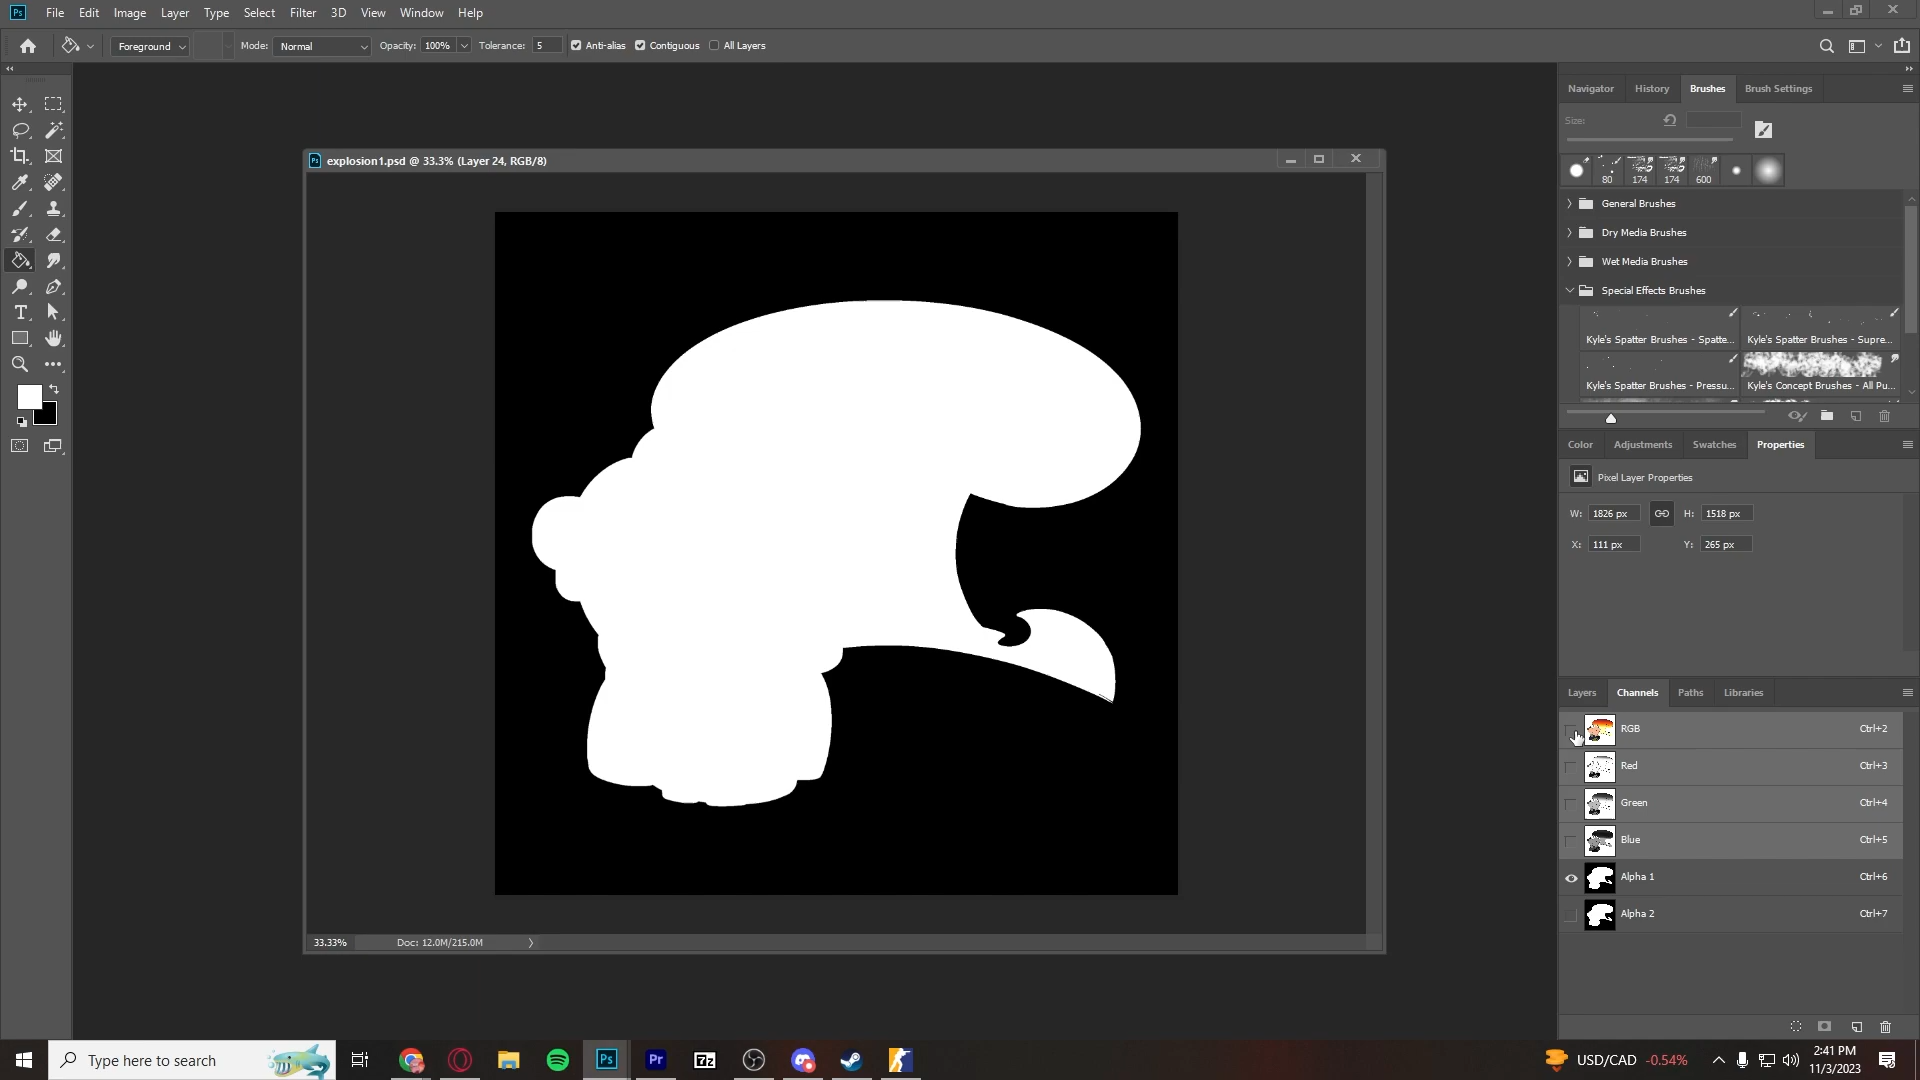 Ps File Edit Image Layer Type Select Filter 3D View Window Help
Foreground Mode: Normal Opacity: 100% Tolerance: 5 Anti-alias Contiguous All Layers
Navigator History Brushes Brush Settings
Size:
80 174 174 600
General Brushes
Dry Media Brushes
Wet Media Brushes
Special Effects Brushes
Kyle's Spatter Brushes - Spatte... Kyle's Spatter Brushes - Supre...
Kyle's Spatter Brushes - Pressu... Kyle's Concept Brushes - All Pu...
Color Adjustments Swatches Properties
Pixel Layer Properties
W: 1826 px H: 1518 px
X: 111 px Y: 265 px
Layers Channels Paths Libraries
RGB Ctrl+2
Red Ctrl+3
Green Ctrl+4
Blue Ctrl+5
Alpha 1 Ctrl+6
Alpha 2 Ctrl+7
Ps explosion1.psd @ 33.3% (Layer 24, RGB/8)
33.33% Doc: 12.0M/215.0M
T
Type here to search
Ps Pr 7z
USD/CAD -0.54%
2:41 PM
11/3/2023